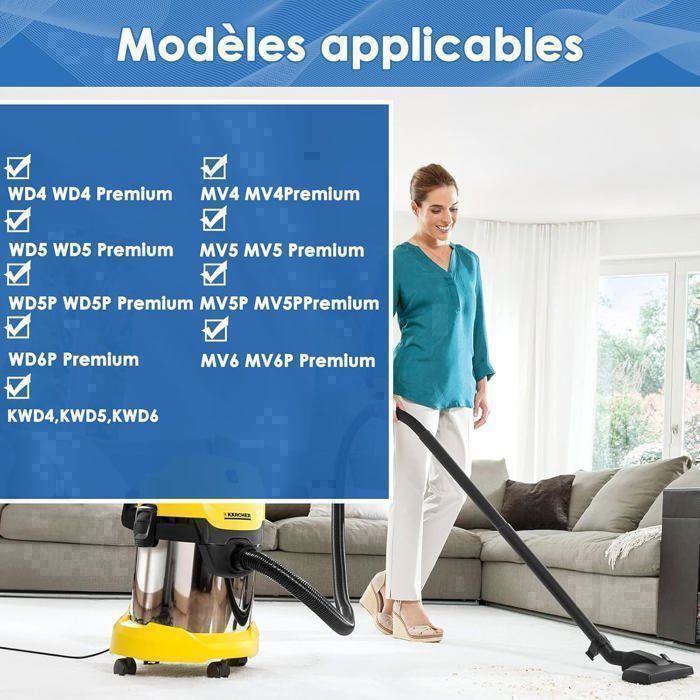 Modèles applicables
WD4 WD4 Premium
MV4 MV4Premium
WD5 WD5 Premium
MV5 MV5 Premium
WD5P WD5P Premium
MV5P MV5PPremium
WD6P Premium
MV6 MV6P Premium
KWD4,KWD5,KWD6
KÄRCHER